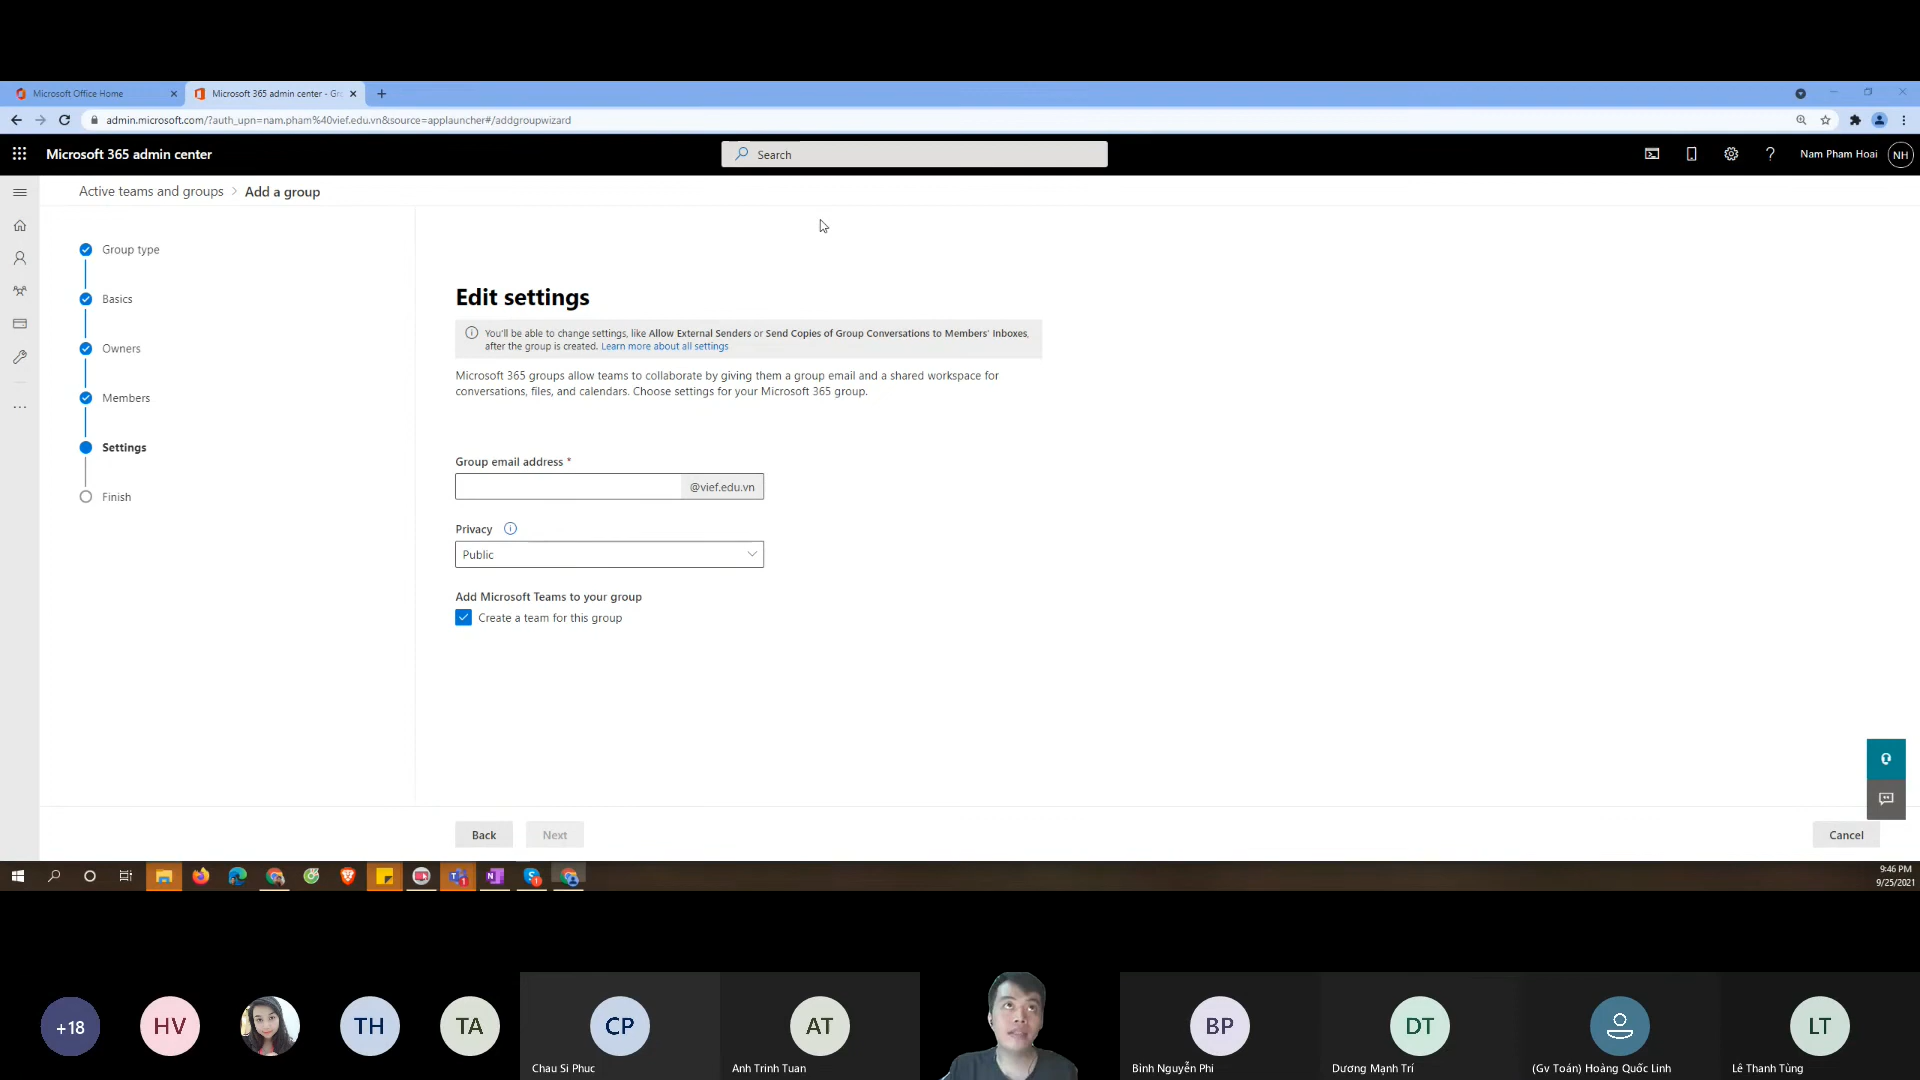 Microsoft Office Home
Microsoft 365 admin center - Gr
admin.microsoft.com/?auth_upn=nam.pham%40vief.edu.vn&source=applauncher#/addgroupwizard
Microsoft 365 admin center
Search
Nam Pham Hoai
NH
Active teams and groups > Add a group
Group type
Basics
Owners
Members
Settings
Finish
Edit settings
You'll be able to change settings, like Allow External Senders or Send Copies of Group Conversations to Members' Inboxes,
after the group is created. Learn more about all settings
Microsoft 365 groups allow teams to collaborate by giving them a group email and a shared workspace for
conversations, files, and calendars. Choose settings for your Microsoft 365 group.
Group email address *
@vief.edu.vn
Privacy
Public
Add Microsoft Teams to your group
Create a team for this group
Back
Next
Cancel
9:46 PM
9/25/2021
+18
HV
TH
TA
CP
Chau Si Phuc
AT
Anh Trinh Tuan
BP
Bình Nguyễn Phi
DT
Dương Mạnh Trí
(Gv Toán) Hoàng Quốc Linh
LT
Lê Thanh Tùng